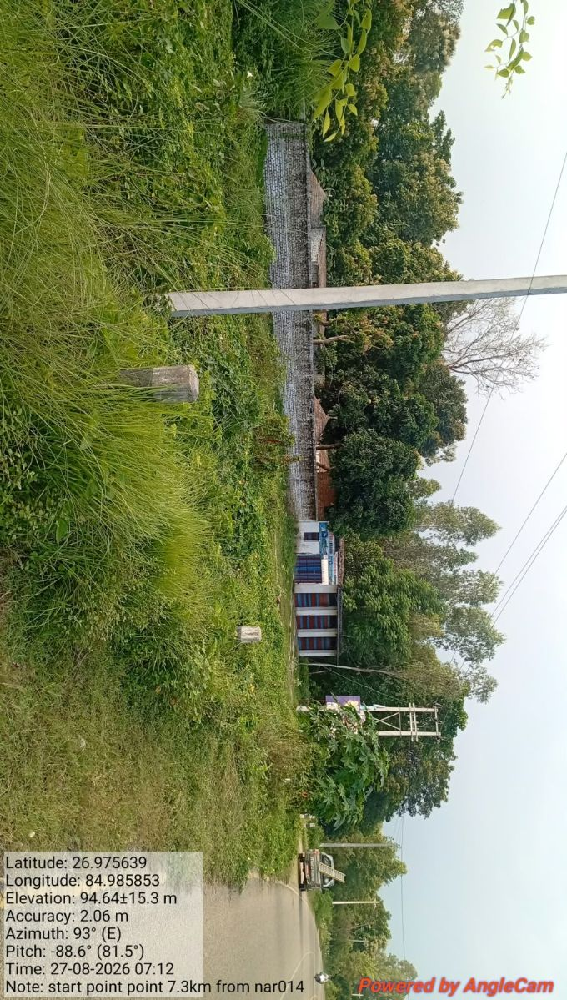 Latitude: 26.975639
Longitude: 84.985853
Elevation: 94.64±15.3 m
Accuracy: 2.06 m
Azimuth: 93° (E)
Pitch: -88.6° (81.5°)
Time: 27-08-2026 07:12
Note: start point point 7.3km from nar014
Powered by AngleCam